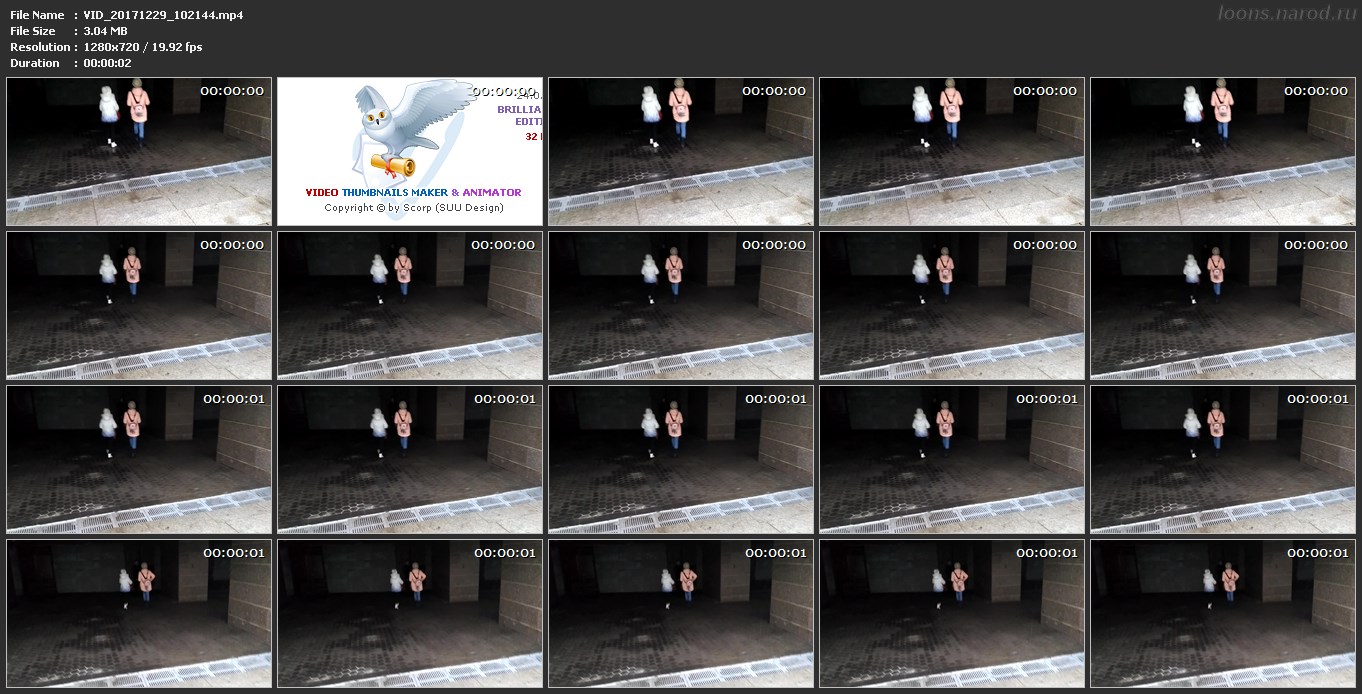 File Name : VID_20171229_102144.mp4
loons.narod.ru
File Size : 3.04 MB
Resolution : 1280x720 / 19.92 fps
Duration : 00:00:02
00:00:00
00:00:00
BRILLIA
EDITI
32
VIDEO THUMBNAILS MAKER & ANIMATOR
Copyright © by Scorp (SUU Design)
00:00:00
00:00:00
00:00:00
00:00:00
00:00:00
00:00:00
00:00:00
00:00:00
00:00:01
00:00:01
00:00:01
00:00:01
00:00:01
00:00:01
00:00:01
00:00:01
00:00:01
00:00:01